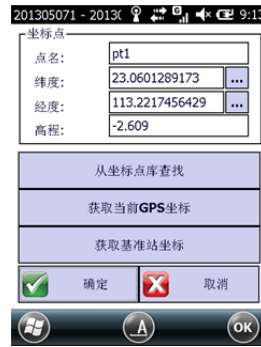 201305071 - 2013( 9:1
坐标点
点名: pt1
纬度: 23.0601289173 ...
经度: 113.2217456429 ...
高程: -2.609
从坐标点库查找
获取当前GPS坐标
获取基准站坐标
确定 取消
A OK